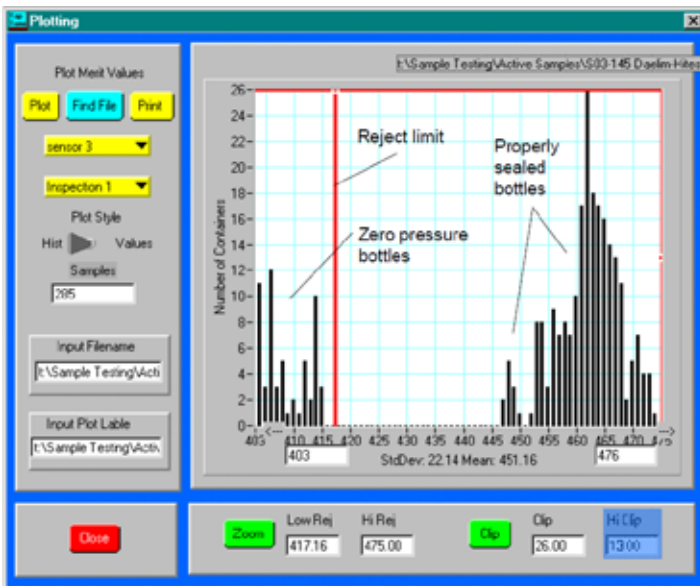 Plotting
Plot Merit Values
Plot
Find File
Print
sensor 3
Inspection 1
Plot Style
Hist
Values
Samples
285
Input Filename
t:\Sample Testing\Acti
Input Plot Lable
t:\Sample Testing\Activ
Close
t:\Sample Testing\Active Samples\S03-145 Daelim-Hites
Number of Containers
26
24
22
20
18
16
14
12
10
8
6
4
2
0
Reject limit
Properly
sealed
bottles
Zero pressure
bottles
<--- --->
405 410 415 420 425 430 435 440 445 450 455 460 465 470 475
403
StdDev: 22.14 Mean: 451.16
476
Zoom
Low Rej
417.16
Hi Rej
475.00
Clip
Clip
26.00
Hi Clip
13.00